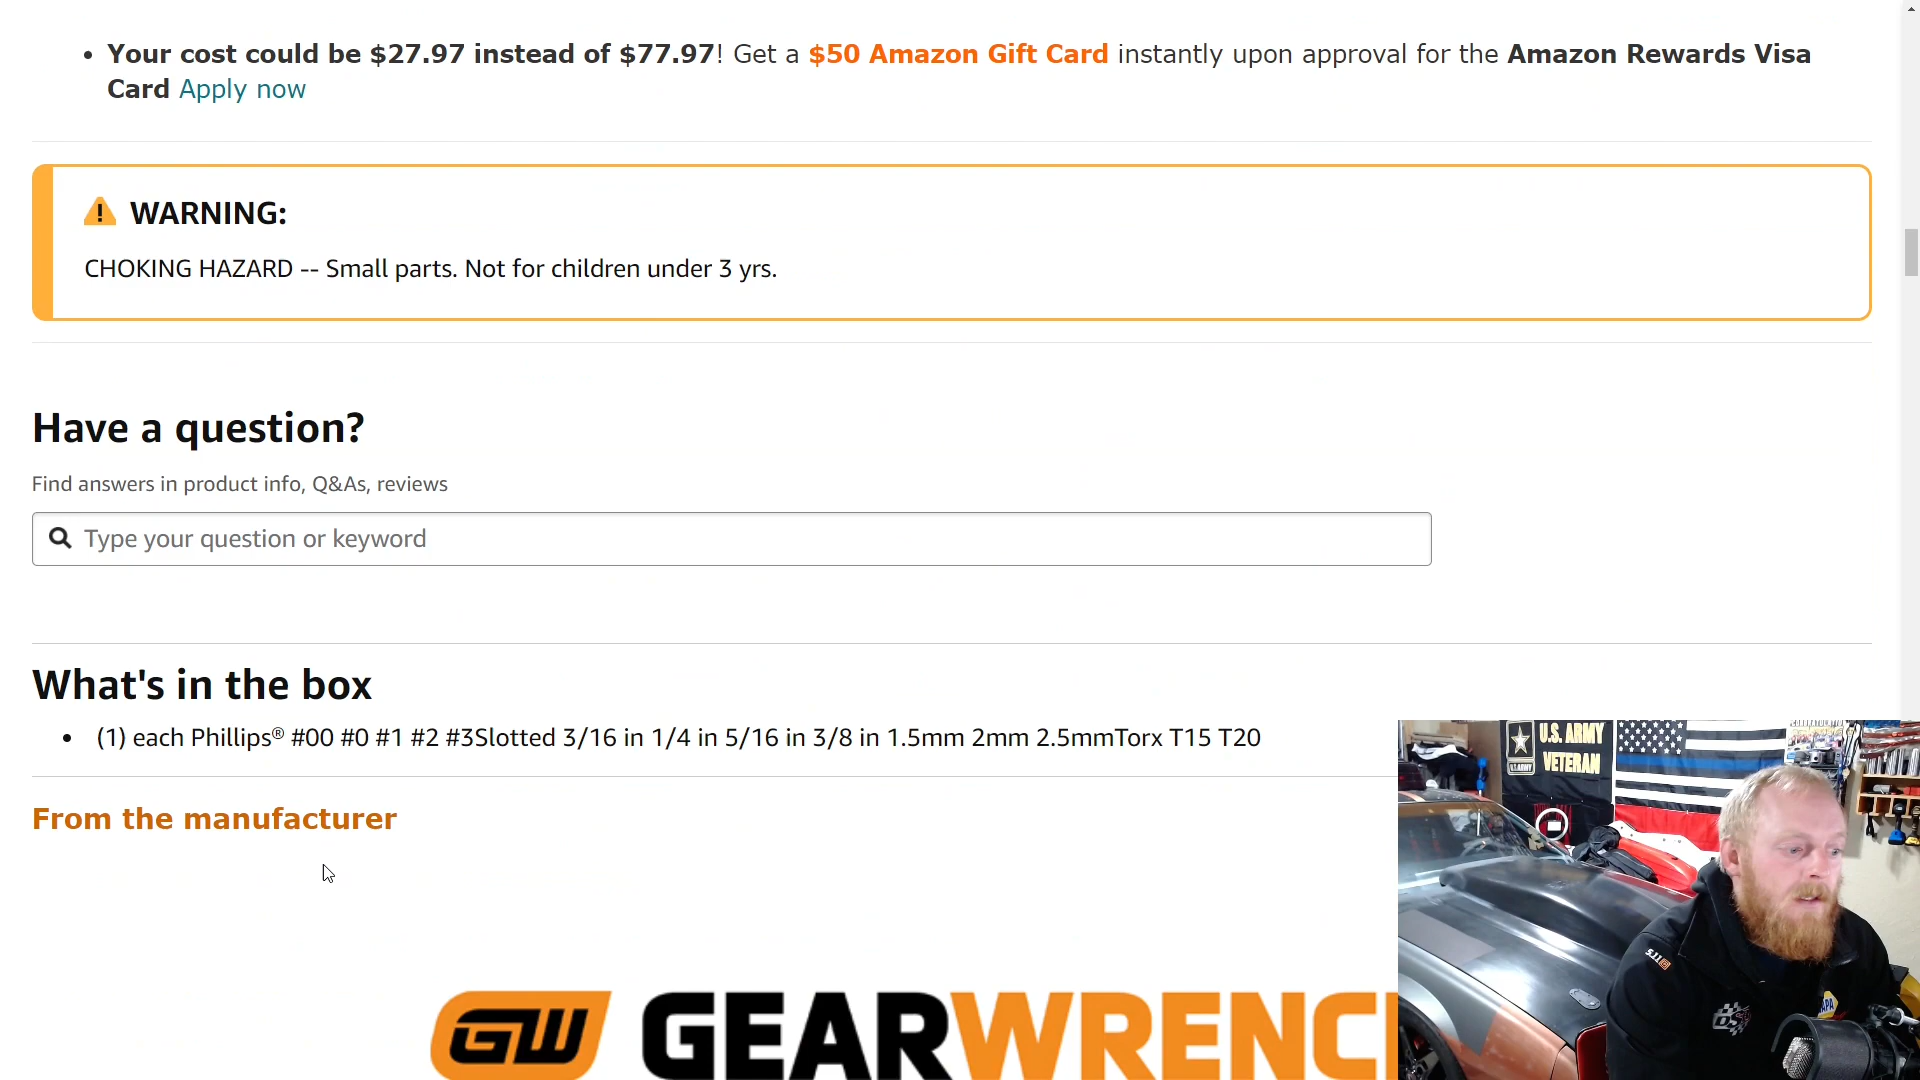 Your cost could be $27.97 instead of $77.97! Get a $50 Amazon Gift Card instantly upon approval for the Amazon Rewards Visa
Card Apply now
WARNING:
CHOKING HAZARD -- Small parts. Not for children under 3 yrs.
Have a question?
Find answers in product info, Q&As, reviews
Type your question or keyword
What's in the box
(1) each Phillips® #00 #0 #1 #2 #3Slotted 3/16 in 1/4 in 5/16 in 3/8 in 1.5mm 2mm 2.5mmTorx T15 T20
From the manufacturer
GW GEARWRENC
U.S. ARMY
VETERAN
5.11